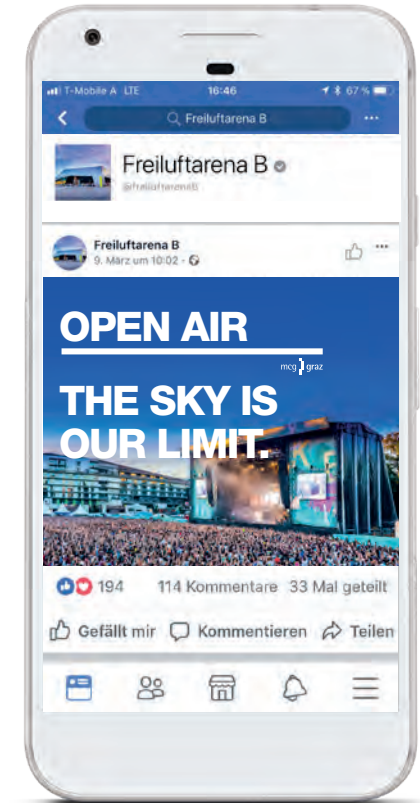 T-Mobile A LTE 16:46 67 %
Freiluftarena B
Freiluftarena B
@freiluftarenaB
Freiluftarena B
9. März um 10:02
OPEN AIR
mcg graz
THE SKY IS
OUR LIMIT.
194 114 Kommentare 33 Mal geteilt
Gefällt mir Kommentieren Teilen